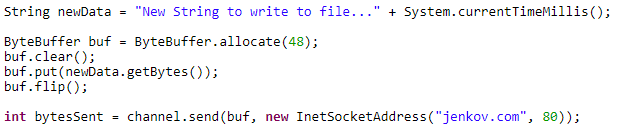 String newData = "New String to write to file..." + System.currentTimeMillis();
ByteBuffer buf = ByteBuffer.allocate(48);
buf.clear();
buf.put(newData.getBytes());
buf.flip();
int bytesSent = channel.send(buf, new InetSocketAddress("jenkov.com", 80));